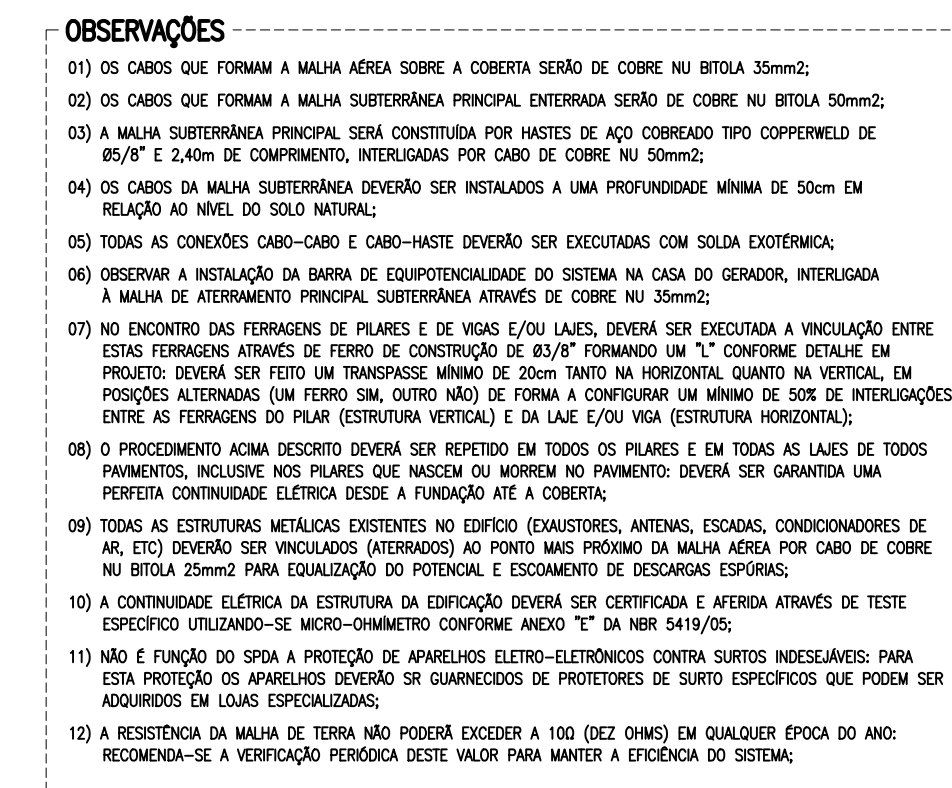 OBSERVAÇÕES
01) OS CABOS QUE FORMAM A MALHA AÉREA SOBRE A COBERTA SERÃO DE COBRE NU BITOLA 35mm2;
02) OS CABOS QUE FORMAM A MALHA SUBTERRÂNEA PRINCIPAL ENTERRADA SERÃO DE COBRE NU BITOLA 50mm2;
03) A MALHA SUBTERRÂNEA PRINCIPAL SERÁ CONSTITUÍDA POR HASTES DE AÇO COBREADO TIPO COPPERWELD DE
Ø5/8" E 2,40m DE COMPRIMENTO, INTERLIGADAS POR CABO DE COBRE NU 50mm2;
04) OS CABOS DA MALHA SUBTERRÂNEA DEVERÃO SER INSTALADOS A UMA PROFUNDIDADE MÍNIMA DE 50cm EM
RELAÇÃO AO NÍVEL DO SOLO NATURAL;
05) TODAS AS CONEXÕES CABO-CABO E CABO-HASTE DEVERÃO SER EXECUTADAS COM SOLDA EXOTÉRMICA;
06) OBSERVAR A INSTALAÇÃO DA BARRA DE EQUIPOTENCIALIDADE DO SISTEMA NA CASA DO GERADOR, INTERLIGADA
À MALHA DE ATERRAMENTO PRINCIPAL SUBTERRÂNEA ATRAVÉS DE COBRE NU 35mm2;
07) NO ENCONTRO DAS FERRAGENS DE PILARES E DE VIGAS E/OU LAJES, DEVERÁ SER EXECUTADA A VINCULAÇÃO ENTRE
ESTAS FERRAGENS ATRAVÉS DE FERRO DE CONSTRUÇÃO DE Ø3/8" FORMANDO UM "L" CONFORME DETALHE EM
PROJETO: DEVERÁ SER FEITO UM TRANSPASSE MÍNIMO DE 20cm TANTO NA HORIZONTAL QUANTO NA VERTICAL, EM
POSIÇÕES ALTERNADAS (UM FERRO SIM, OUTRO NÃO) DE FORMA A CONFIGURAR UM MÍNIMO DE 50% DE INTERLIGAÇÕES
ENTRE AS FERRAGENS DO PILAR (ESTRUTURA VERTICAL) E DA LAJE E/OU VIGA (ESTRUTURA HORIZONTAL);
08) O PROCEDIMENTO ACIMA DESCRITO DEVERÁ SER REPETIDO EM TODOS OS PILARES E EM TODAS AS LAJES DE TODOS
PAVIMENTOS, INCLUSIVE NOS PILARES QUE NASCEM OU MORREM NO PAVIMENTO: DEVERÁ SER GARANTIDA UMA
PERFEITA CONTINUIDADE ELÉTRICA DESDE A FUNDAÇÃO ATÉ A COBERTA;
09) TODAS AS ESTRUTURAS METÁLICAS EXISTENTES NO EDIFÍCIO (EXAUSTORES, ANTENAS, ESCADAS, CONDICIONADORES DE
AR, ETC) DEVERÃO SER VINCULADOS (ATERRADOS) AO PONTO MAIS PRÓXIMO DA MALHA AÉREA POR CABO DE COBRE
NU BITOLA 25mm2 PARA EQUALIZAÇÃO DO POTENCIAL E ESCOAMENTO DE DESCARGAS ESPÚRIAS;
10) A CONTINUIDADE ELÉTRICA DA ESTRUTURA DA EDIFICAÇÃO DEVERÁ SER CERTIFICADA E AFERIDA ATRAVÉS DE TESTE
ESPECÍFICO UTILIZANDO-SE MICRO-OHMÍMETRO CONFORME ANEXO "E" DA NBR 5419/05;
11) NÃO É FUNÇÃO DO SPDA A PROTEÇÃO DE APARELHOS ELETRO-ELETRÔNICOS CONTRA SURTOS INDESEJÁVEIS: PARA
ESTA PROTEÇÃO OS APARELHOS DEVERÃO SR GUARNECIDOS DE PROTETORES DE SURTO ESPECÍFICOS QUE PODEM SER
ADQUIRIDOS EM LOJAS ESPECIALIZADAS;
12) A RESISTÊNCIA DA MALHA DE TERRA NÃO PODERÃ EXCEDER A 10Ω (DEZ OHMS) EM QUALQUER ÉPOCA DO ANO:
RECOMENDA-SE A VERIFICAÇÃO PERIÓDICA DESTE VALOR PARA MANTER A EFICIÊNCIA DO SISTEMA;